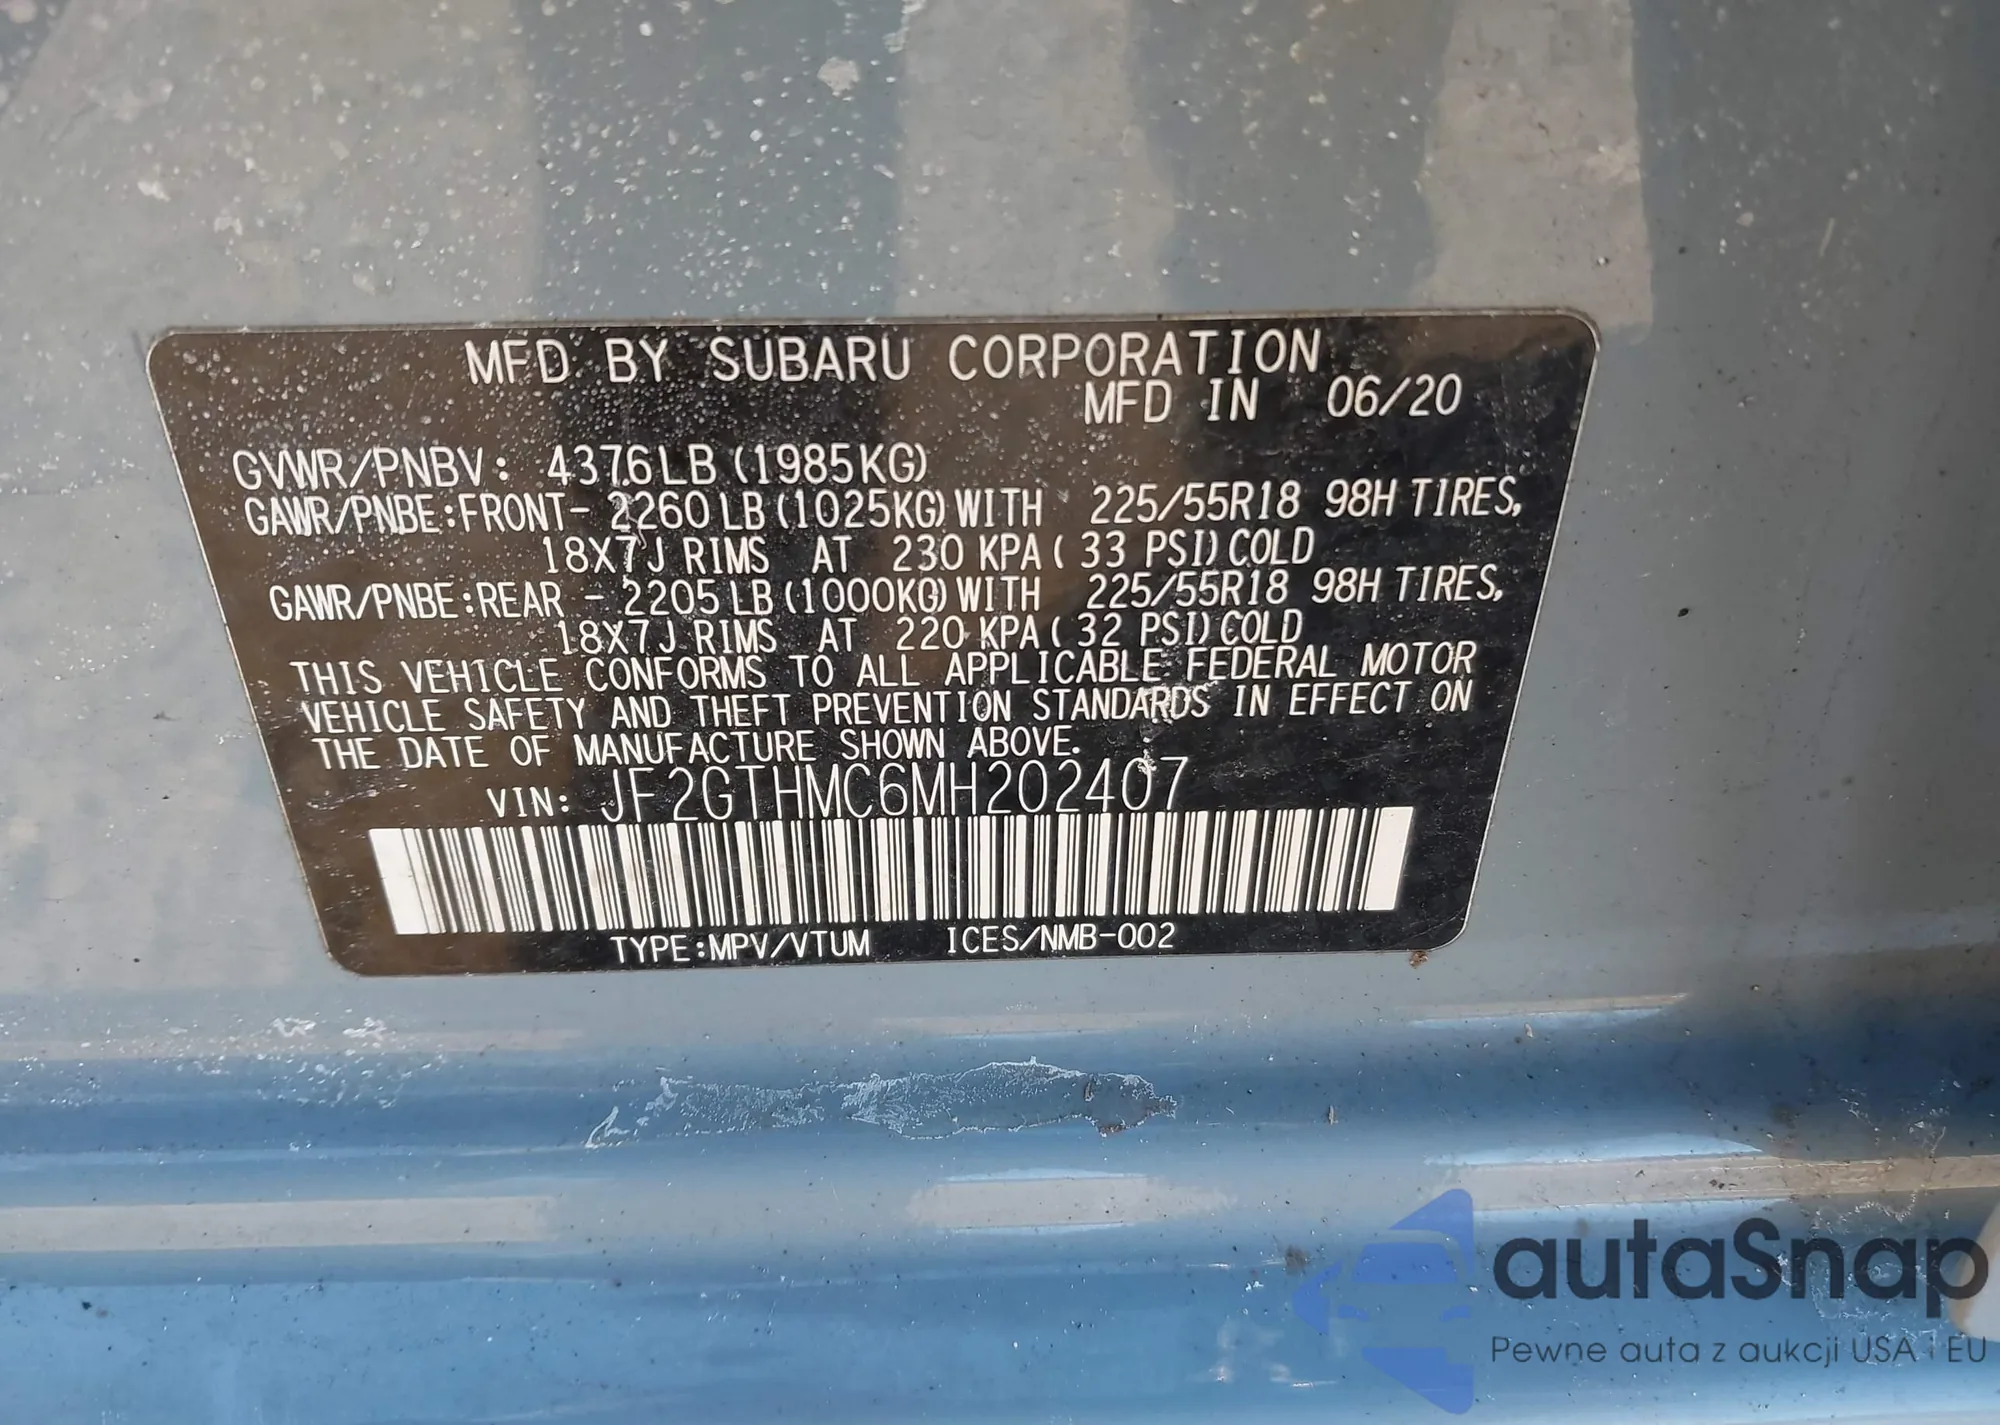 MFD BY SUBARU CORPORATION
MFD IN 06/20
GVWR/PNBV: 4376LB (1985KG)
GAWR/PNBE:FRONT- 2260LB (1025KG) WITH 225/55R18 98H TIRES,
18X7J RIMS AT 230 KPA( 33 PSI) COLD
GAWR/PNBE:REAR - 2205LB (1000KG) WITH 225/55R18 98H TIRES,
18X7J RIMS AT 220 KPA( 32 PSI) COLD
THIS VEHICLE CONFORMS TO ALL APPLICABLE FEDERAL MOTOR
VEHICLE SAFETY AND THEFT PREVENTION STANDARDS IN EFFECT ON
THE DATE OF MANUFACTURE SHOWN ABOVE.
VIN: JF2GTHMC6MH202407
TYPE:MPV/VTUM ICES/NMB-002
autaSnap
Pewne auta z aukcji USA i EU